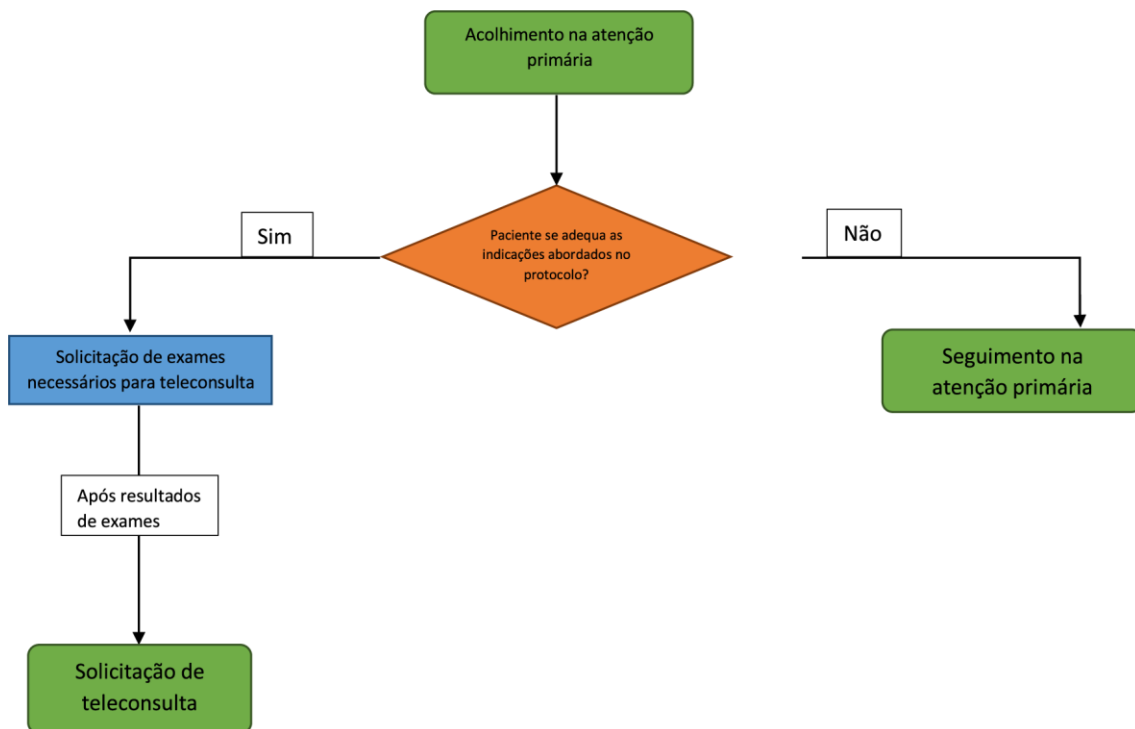 Acolhimento na atenção
primária
Paciente se adequa as
indicações abordados no
protocolo?
Sim
Não
Solicitação de exames
necessários para teleconsulta
Seguimento na
atenção primária
Após resultados
de exames
Solicitação de
teleconsulta